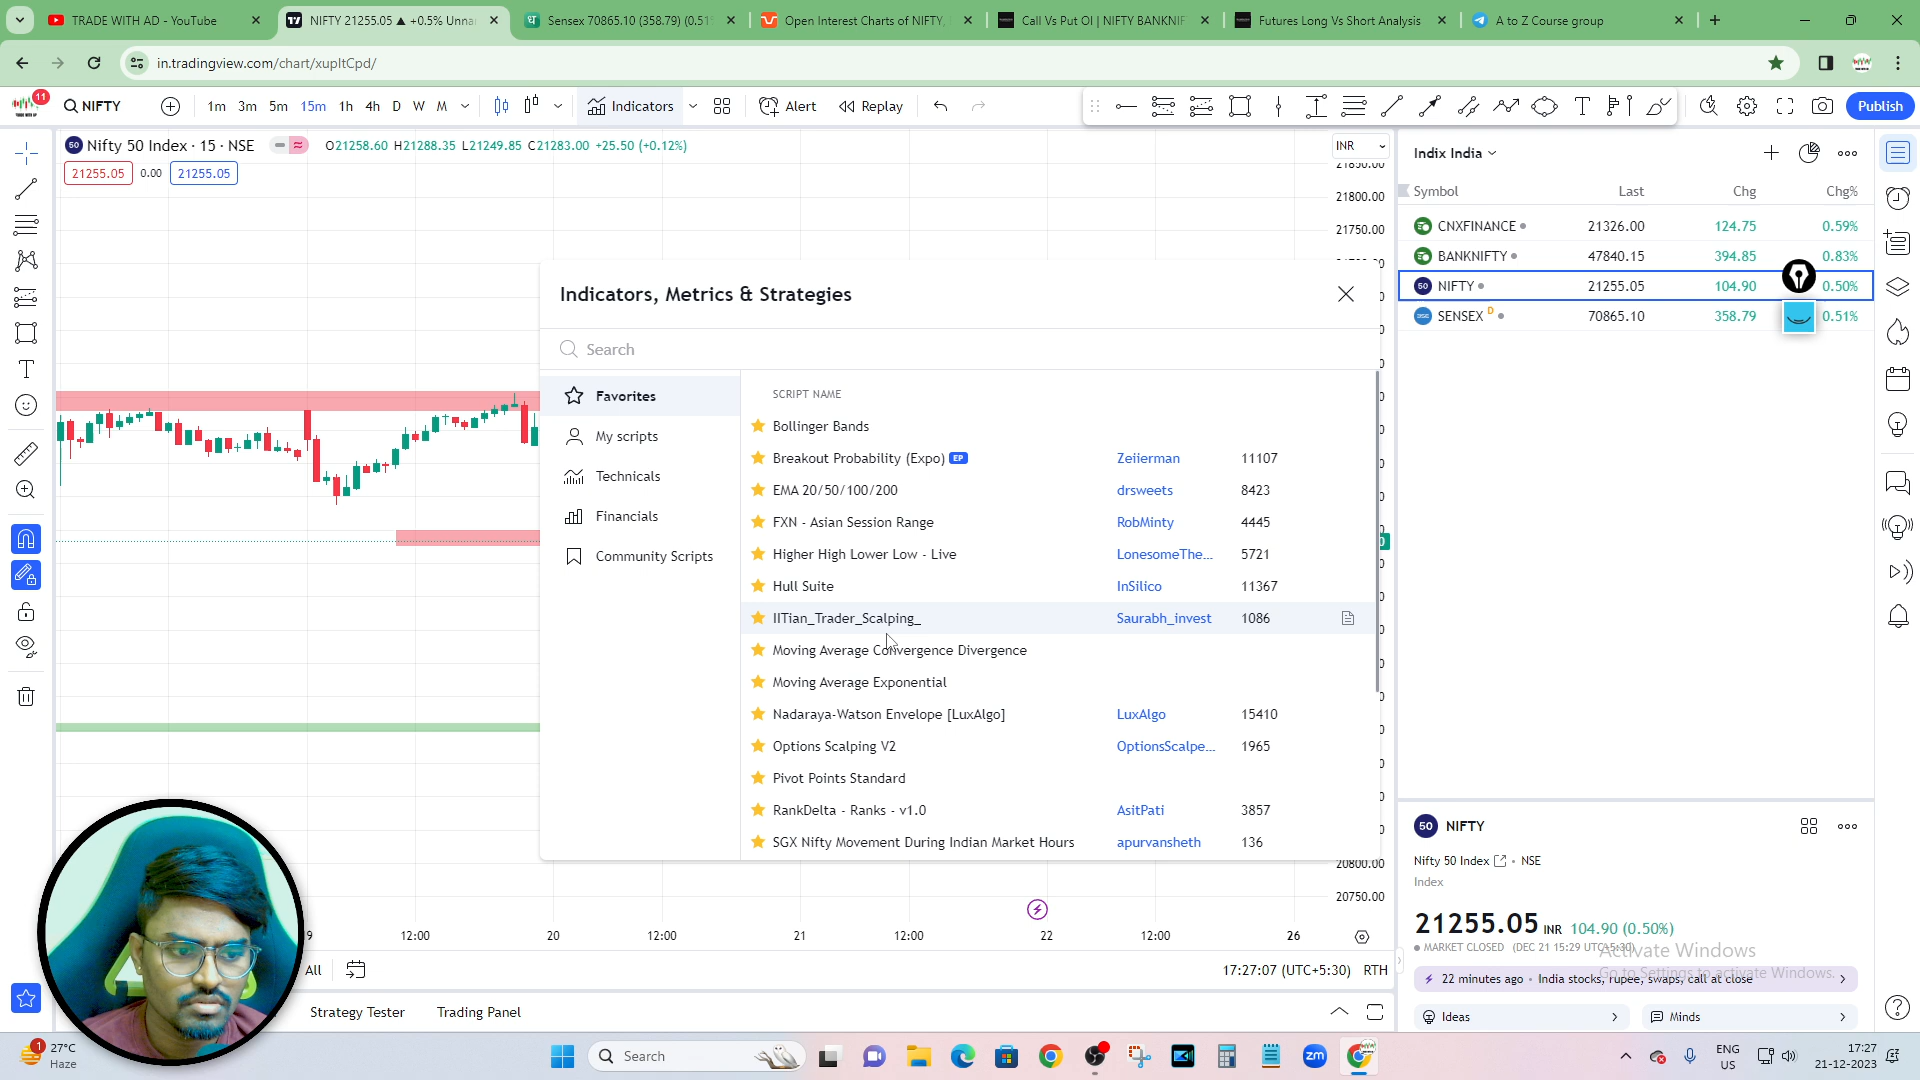 TRADE WITH AD - YouTube
NIFTY 21255.05 ▲ +0.5% Unna
Sensex 70865.10 (358.79) (0.51
Open Interest Charts of NIFTY,
Call Vs Put OI | NIFTY BANKNIF
Futures Long Vs Short Analysis
A to Z Course group
in.tradingview.com/chart/xupltCpd/
11
NIFTY
1m 3m 5m 15m 1h 4h D W M
Indicators
Alert
Replay
Publish
Nifty 50 Index · 15 · NSE
O21258.60 H21288.35 L21249.85 C21283.00 +25.50 (+0.12%)
21255.05 0.00 21255.05
INR
21850.00
21800.00
21750.00
Indicators, Metrics & Strategies
Search
Favorites
My scripts
Technicals
Financials
Community Scripts
SCRIPT NAME
Bollinger Bands
Breakout Probability (Expo) EP Zeiierman 11107
EMA 20/50/100/200 drsweets 8423
FXN - Asian Session Range RobMinty 4445
Higher High Lower Low - Live LonesomeThe... 5721
Hull Suite InSilico 11367
IITian_Trader_Scalping_ Saurabh_invest 1086
Moving Average Convergence Divergence
Moving Average Exponential
Nadaraya-Watson Envelope [LuxAlgo] LuxAlgo 15410
Options Scalping V2 OptionsScalpe... 1965
Pivot Points Standard
RankDelta - Ranks - v1.0 AsitPati 3857
SGX Nifty Movement During Indian Market Hours apurvansheth 136
20800.00
20750.00
9 12:00 20 12:00 21 12:00 22 12:00 26
All
17:27:07 (UTC+5:30) RTH
Strategy Tester
Trading Panel
Indix India
Symbol Last Chg Chg%
CNXFINANCE 21326.00 124.75 0.59%
BANKNIFTY 47840.15 394.85 0.83%
50 NIFTY 21255.05 104.90 0.50%
SENSEX D 70865.10 358.79 0.51%
50 NIFTY
Nifty 50 Index · NSE
Index
21255.05 INR 104.90 (0.50%)
MARKET CLOSED (DEC 21 15:29 UTC+5:30)
Activate Windows
Go to Settings to activate Windows.
22 minutes ago · India stocks, rupee, swaps, call at close
Ideas
Minds
1
27°C
Haze
Search
zm
ENG
US
17:27
21-12-2023